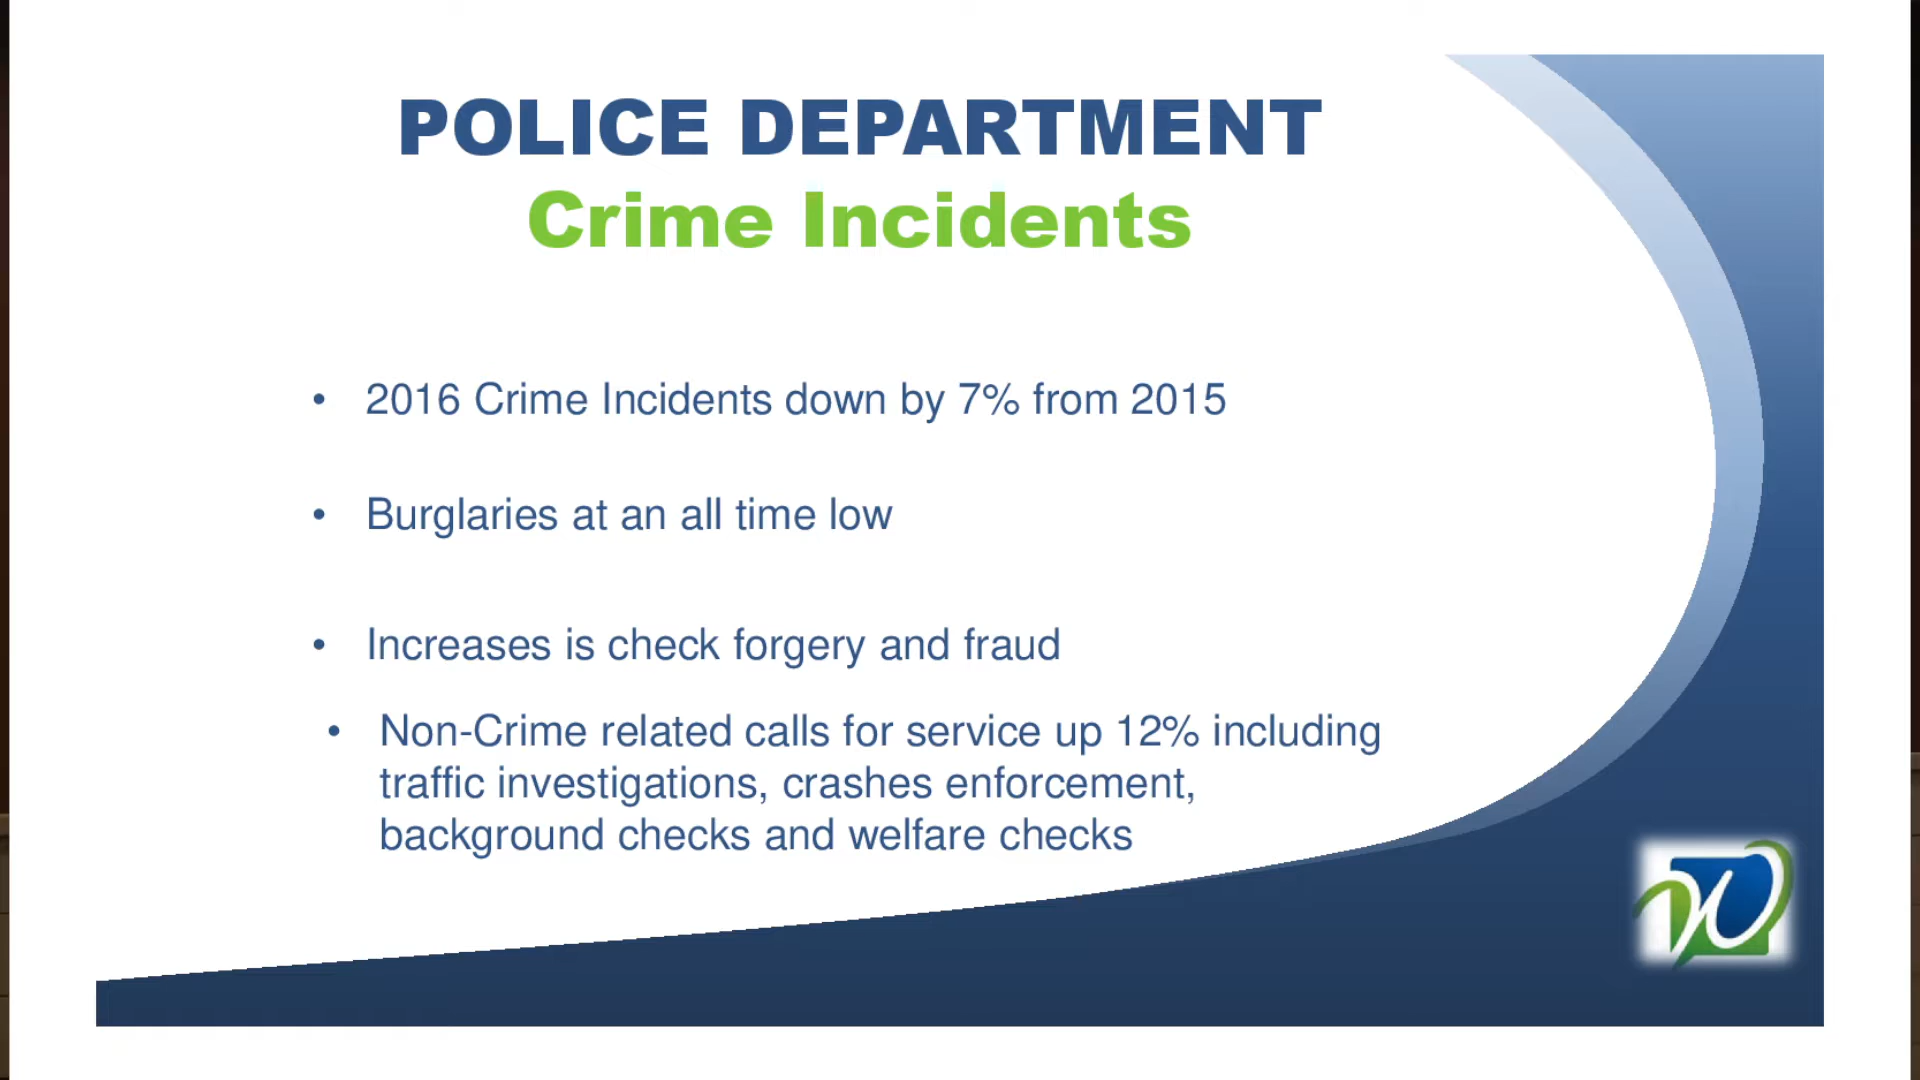 POLICE DEPARTMENT
Crime Incidents
• 2016 Crime Incidents down by 7% from 2015
• Burglaries at an all time low
• Increases is check forgery and fraud
• Non-Crime related calls for service up 12% including
traffic investigations, crashes enforcement,
background checks and welfare checks